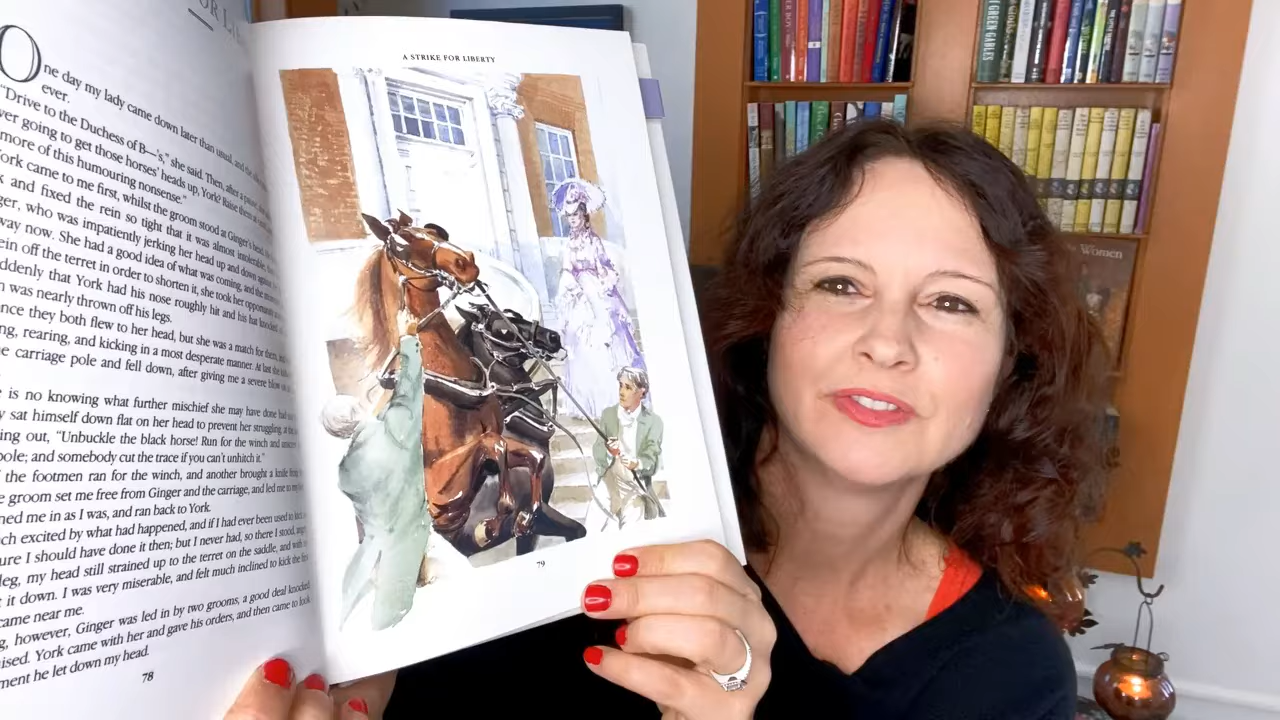 One day my lady came down later than usual, and the
ever.
"Drive to the Duchess of B—'s," she said. Then, after a pause,
ver going to get those horses' heads up, York? Raise them at
more of this humouring nonsense."
York came to me first, whilst the groom stood at Ginger's head.
k and fixed the rein so tight that it was almost intolerable;
ger, who was impatiently jerking her head up and down against
way now. She had a good idea of what was coming, and the
ein off the terret in order to shorten it, she took her opportunity
uddenly that York had his nose roughly hit and his hat knocked
m was nearly thrown off his legs.
nce they both flew to her head, but she was a match for them,
ng, rearing, and kicking in a most desperate manner. At last she
e carriage pole and fell down, after giving me a severe blow
e is no knowing what further mischief she may have done had
y sat himself down flat on her head to prevent her struggling, at the
ing out, "Unbuckle the black horse! Run for the winch and
pole; and somebody cut the trace if you can't unhitch it."
f the footmen ran for the winch, and another brought a knife
e groom set me free from Ginger and the carriage, and led me to my
ned me in as I was, and ran back to York.
ch excited by what had happened, and if I had ever been used to
ure I should have done it then; but I never had, so there I stood,
leg, my head still strained up to the terret on the saddle, and with
t it down. I was very miserable, and felt much inclined to kick the
came near me.
g, however, Ginger was led in by two grooms, a good deal knocked
ised. York came with her and gave his orders, and then came to look
ment he let down my head.
78
A STRIKE FOR LIBERTY
79
GREEN GABLES
Women